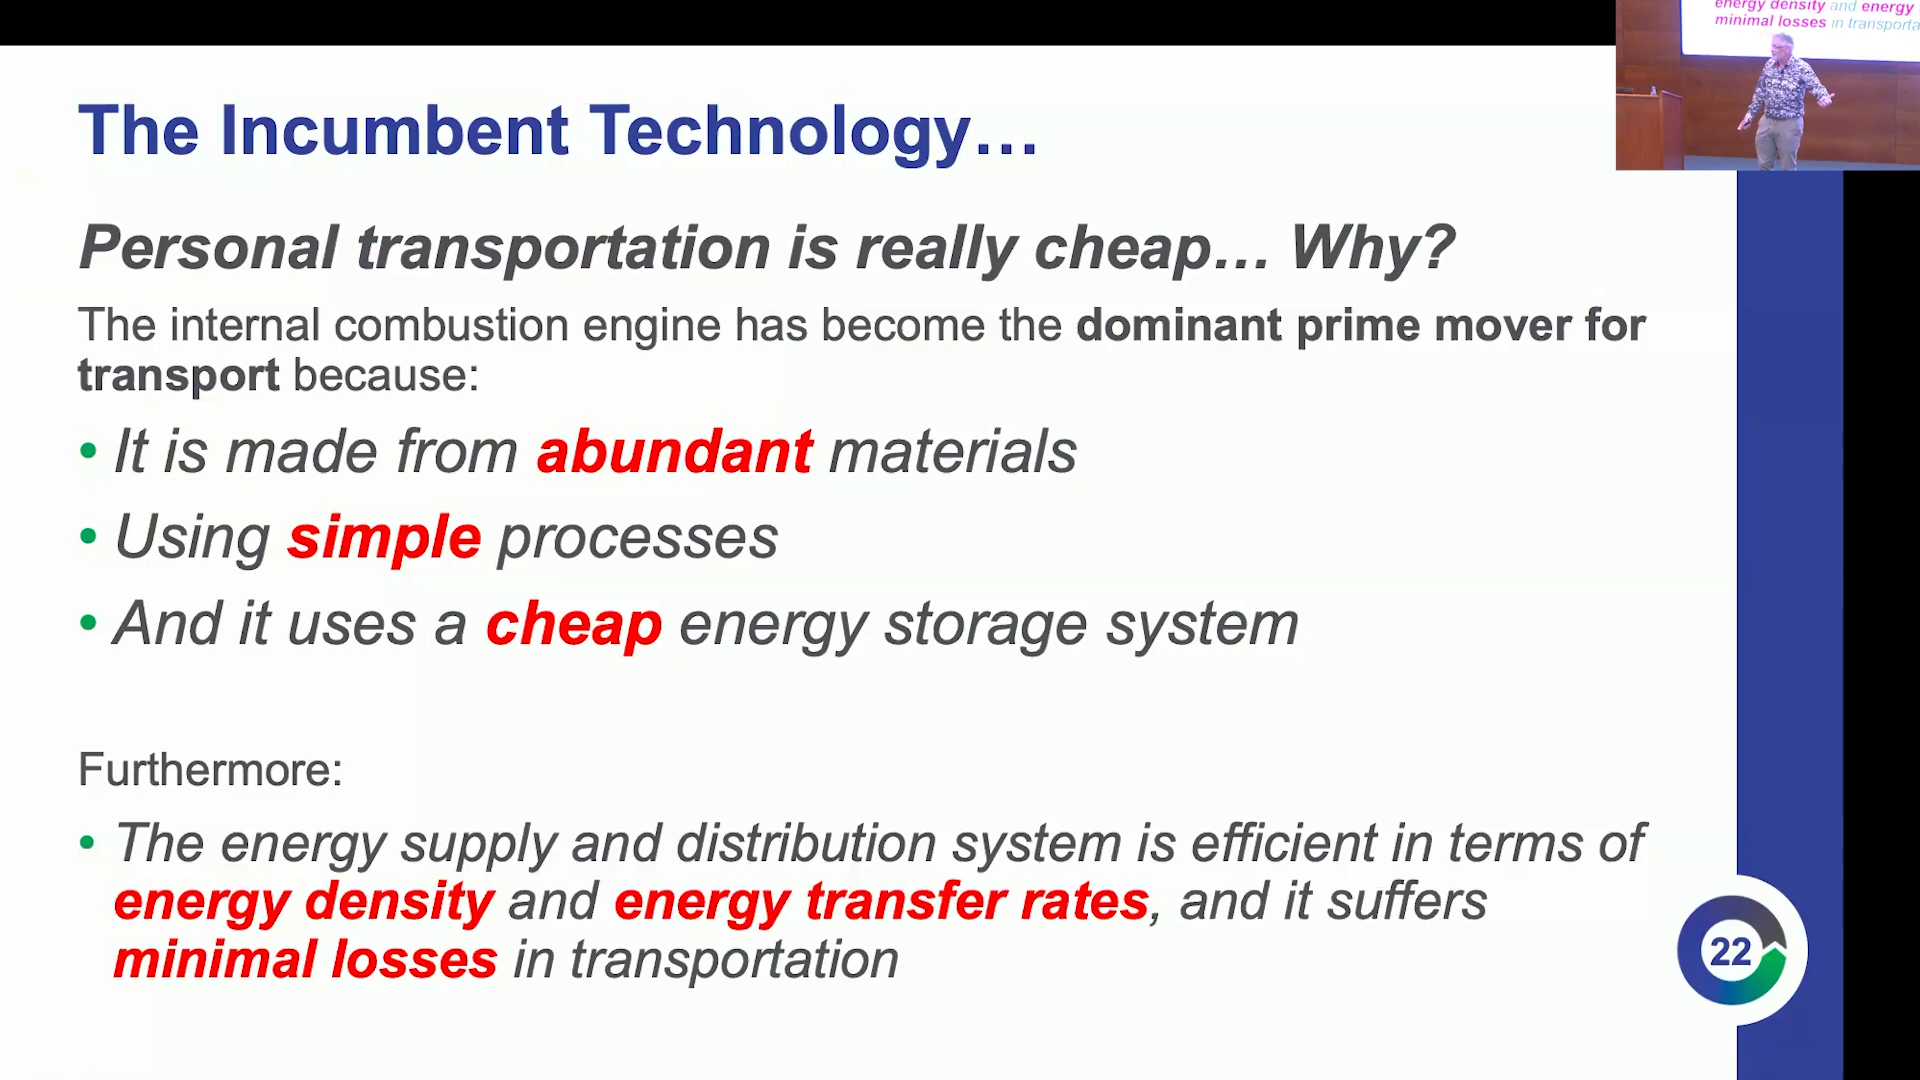 The Incumbent Technology…
Personal transportation is really cheap… Why?
The internal combustion engine has become the dominant prime mover for
transport because:
• It is made from abundant materials
• Using simple processes
• And it uses a cheap energy storage system
Furthermore:
• The energy supply and distribution system is efficient in terms of
energy density and energy transfer rates, and it suffers
minimal losses in transportation
22
energy density and energy
minimal losses in transporta